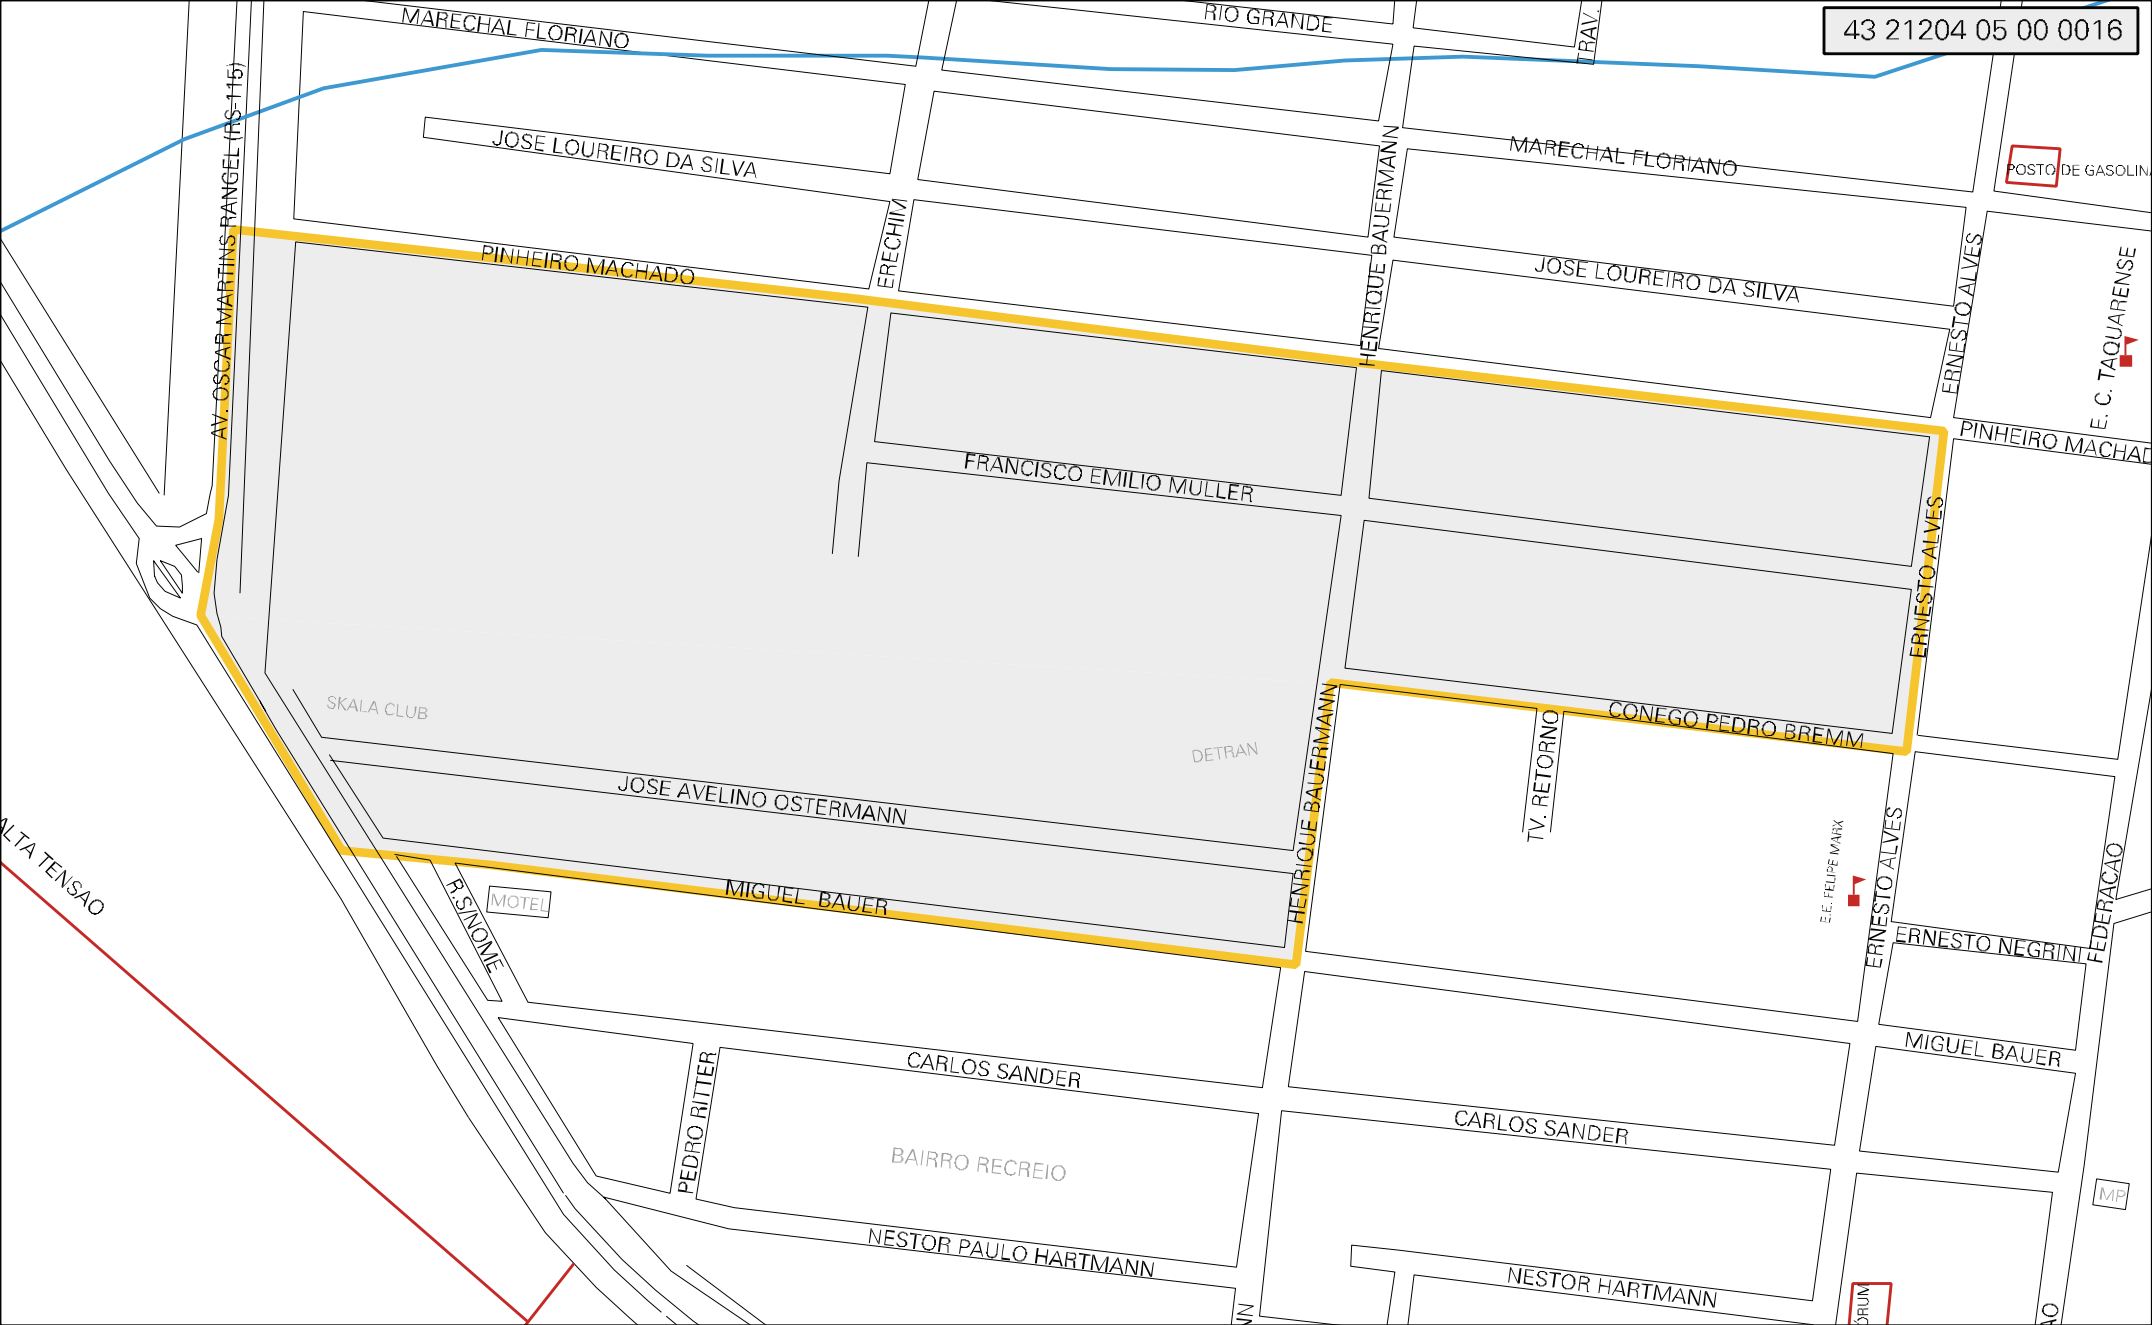 MARECHAL FLORIANO
RIO GRANDE
TRAV.
43 21204 05 00 0016
JOSE LOUREIRO DA SILVA
MARECHAL FLORIANO
POSTO DE GASOLINA
AV. OSCAR MARTINS RANGEL (RS-115)
ERECHIM
HENRIQUE BAUERMANN
JOSE LOUREIRO DA SILVA
ERNESTO ALVES
E. C. TAQUARENSE
PINHEIRO MACHADO
PINHEIRO MACHAD
FRANCISCO EMILIO MULLER
ERNESTO ALVES
SKALA CLUB
DETRAN
HENRIQUE BAUERMANN
CONEGO PEDRO BREMM
TV. RETORNO
JOSE AVELINO OSTERMANN
E.E. FELIPE MARX
ERNESTO ALVES
FEDERACAO
ALTA TENSAO
R.S/NOME
MOTEL
MIGUEL BAUER
ERNESTO NEGRINI
MIGUEL BAUER
PEDRO RITTER
CARLOS SANDER
CARLOS SANDER
BAIRRO RECREIO
MP
NESTOR PAULO HARTMANN
NESTOR HARTMANN
NN
ÓRUM
AO